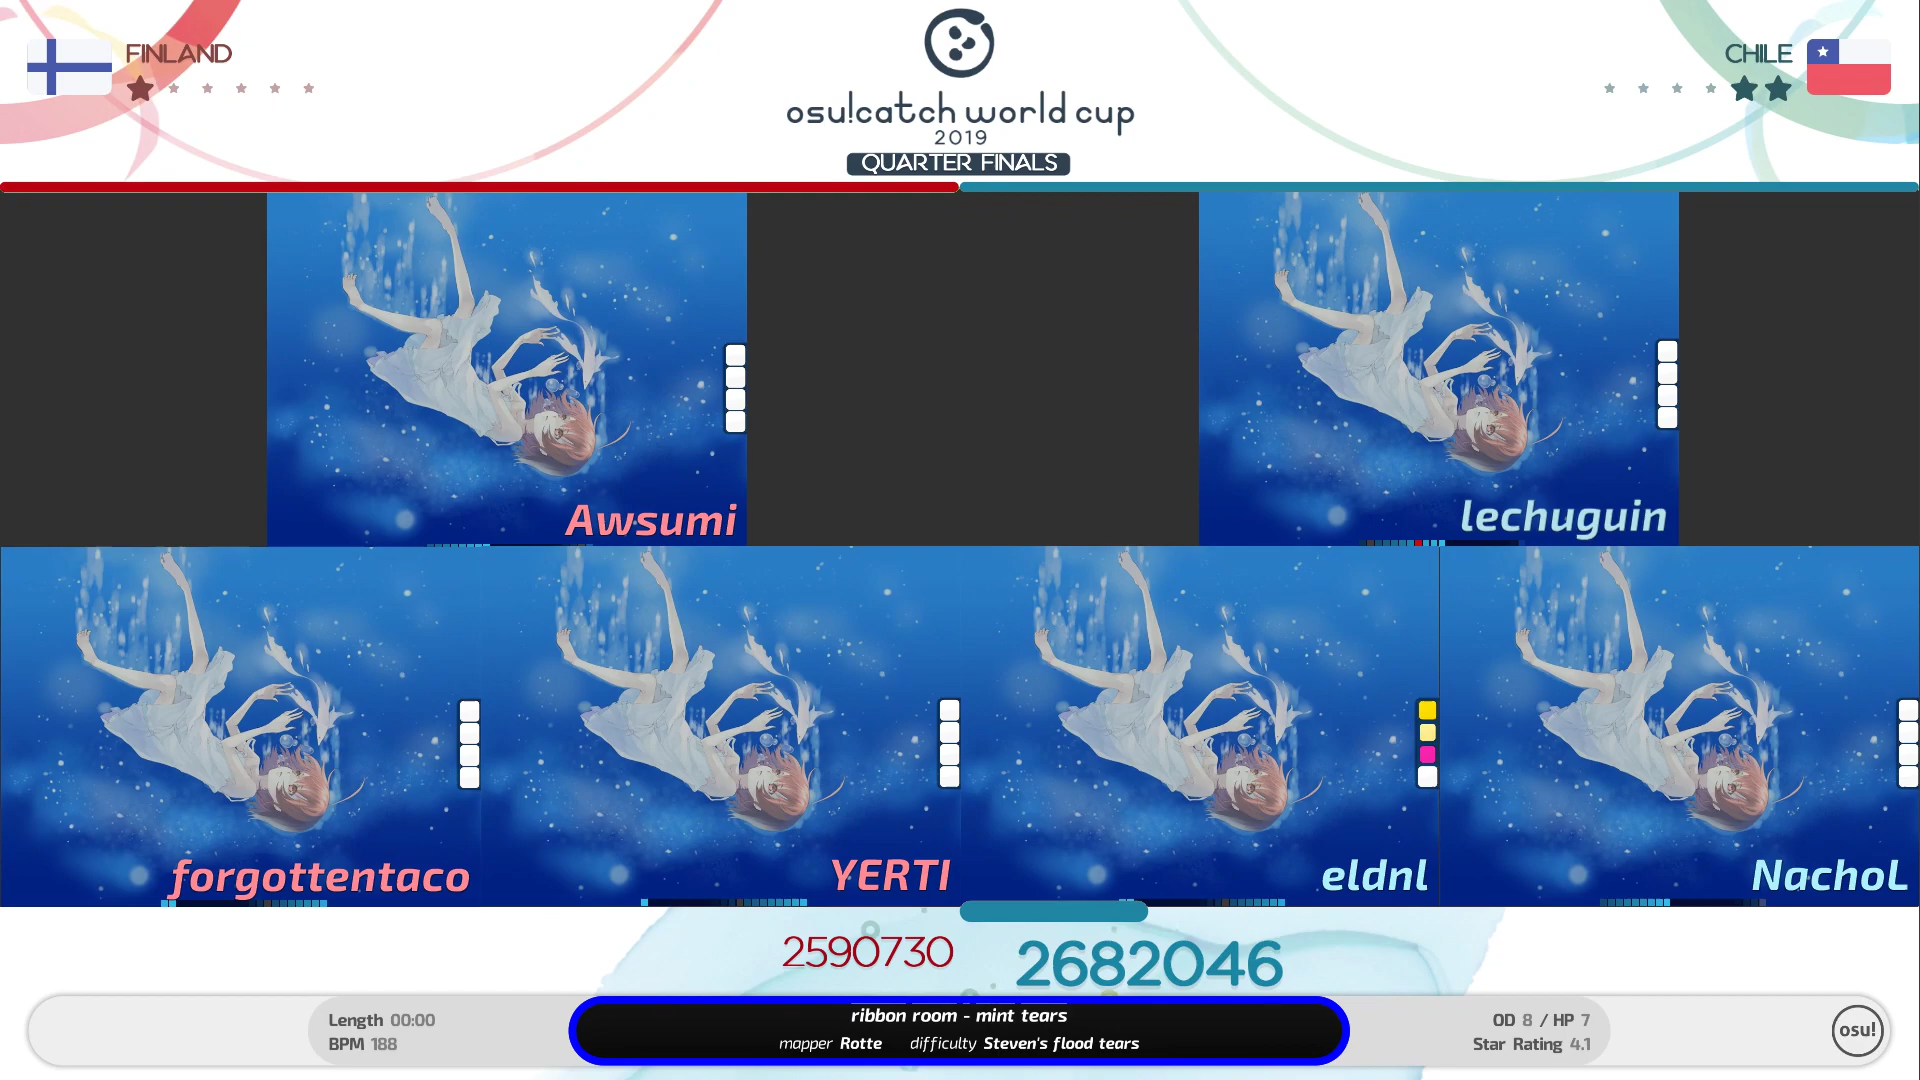 FINLAND
CHILE
osu!catch world cup
2019
QUARTER FINALS
Awsumi
lechuguin
forgottentaco
YERTI
eldnl
NachoL
2590730
2682046
Length 00:00
BPM 188
ribbon room - mint tears
mapper Rotte difficulty Steven's flood tears
OD 8 / HP 7
Star Rating 4.1
osu!